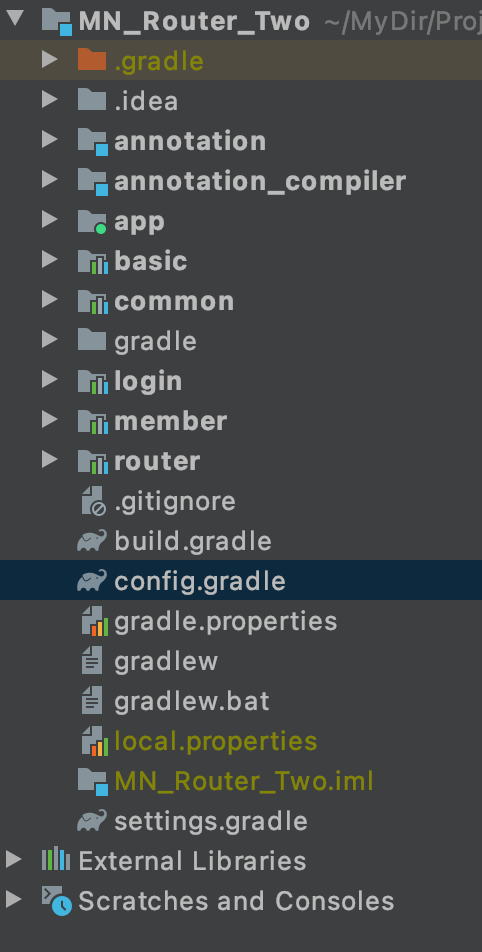 MN_Router_Two ~/MyDir/Proj
.gradle
.idea
annotation
annotation_compiler
app
basic
common
gradle
login
member
router
.gitignore
build.gradle
config.gradle
gradle.properties
gradlew
gradlew.bat
local.properties
MN_Router_Two.iml
settings.gradle
External Libraries
Scratches and Consoles